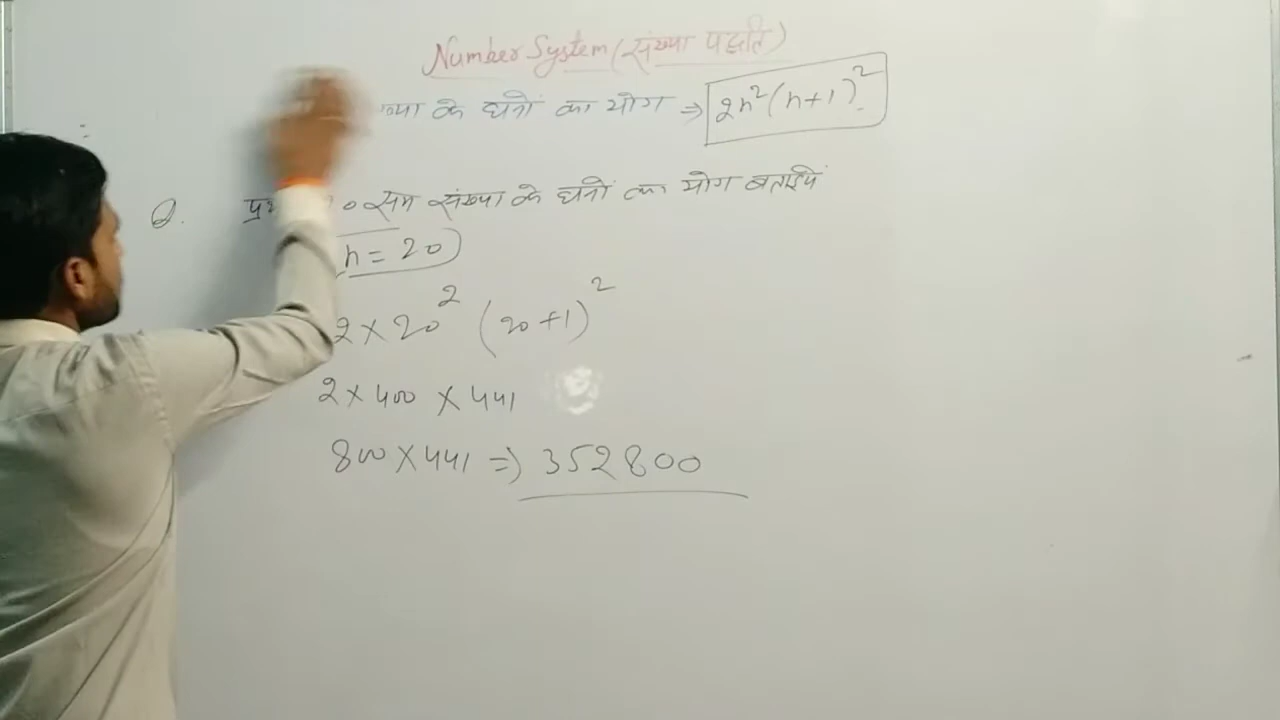 Number System (संख्या पद्धति)
के घनों का योग ⇒ 2n²(n+1)²
Q. सम संख्या के घनों का योग बताइये
n = 20
2 × 20² (20+1)²
2 × 400 × 441
800 × 441 ⇒ 352800